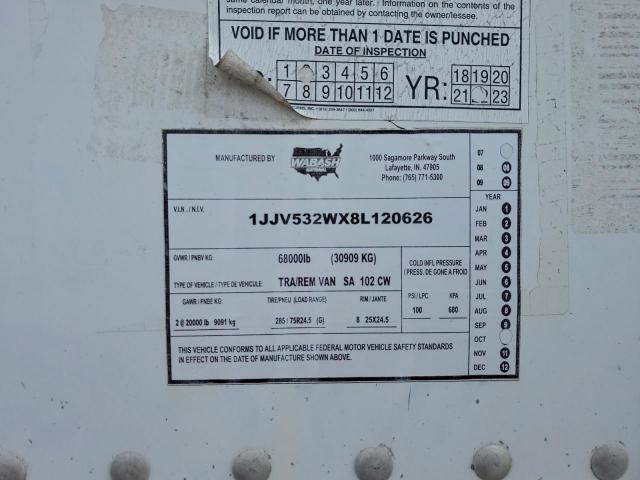 same calendar month, one year later. Information on the contents of the
inspection report can be obtained by contacting the owner/lessee.
VOID IF MORE THAN 1 DATE IS PUNCHED
DATE OF INSPECTION
1 3 4 5 6 YR: 18 19 20
7 8 9 10 11 12 21 23
MANUFACTURED BY
WABASH
NATIONAL
1000 Sagamore Parkway South
Lafayette, IN. 47905
Phone: (765) 771-5300
V.I.N. / N.I.V.
1JJV532WX8L120626
GVWR / PNBV KG: 68000lb (30909 KG)
TYPE OF VEHICLE / TYPE DE VEHICULE: TRA/REM VAN SA 102 CW
COLD INFL PRESSURE
/ PRESS. DE GONE A FROID
GAWR / PNBE KG: TIRE/PNEU (LOAD RANGE) RIM / JANTE PSI / LPC KPA
2 @ 20000 lb 9091 kg 285 / 75R24.5 (G) 8 25X24.5 100 680
THIS VEHICLE CONFORMS TO ALL APPLICABLE FEDERAL MOTOR VEHICLE SAFETY STANDARDS
IN EFFECT ON THE DATE OF MANUFACTURE SHOWN ABOVE.
07
08 08
09 09
YEAR
JAN 1
FEB 2
MAR 3
APR 4
MAY 5
JUN 6
JUL 7
AUG 8
SEP 9
OCT
NOV 11
DEC 12